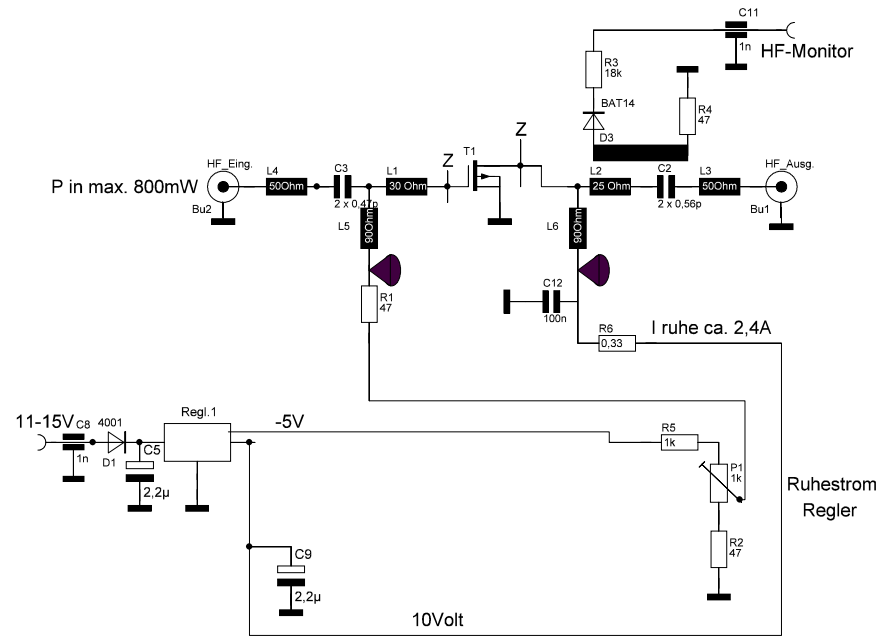 C11
1n
HF-Monitor
R3
18k
BAT14
D3
R4
47
HF_Eing.
P in max. 800mW
Bu2
L4
50Ohm
C3
2 x 0,47p
L1
30 Ohm
Z
T1
Z
L2
25 Ohm
C2
2 x 0,56p
L3
50Ohm
HF_Ausg.
Bu1
L5
90Ohm
L6
90Ohm
R1
47
C12
100n
R6
0,33
I ruhe ca. 2,4A
11-15V
C8
1n
4001
D1
C5
2,2µ
Regl.1
-5V
R5
1k
P1
1k
Ruhestrom
Regler
R2
47
C9
2,2µ
10Volt